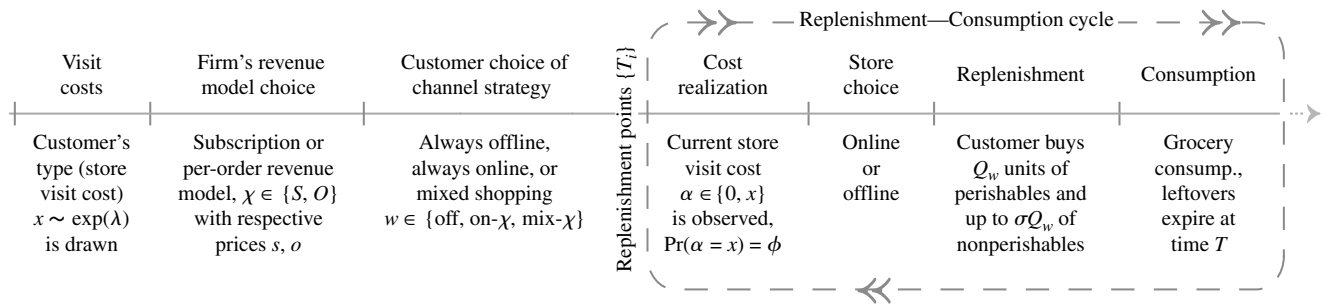 Replenishment—Consumption cycle
Visit
costs
Firm's revenue
model choice
Customer choice of
channel strategy
Replenishment points {T_i}
Cost
realization
Store
choice
Replenishment
Consumption
Customer's
type (store
visit cost)
x ~ exp(λ)
is drawn
Subscription or
per-order revenue
model, χ ∈ {S, O}
with respective
prices s, o
Always offline,
always online, or
mixed shopping
w ∈ {off, on-χ, mix-χ}
Current store
visit cost
α ∈ {0, x}
is observed,
Pr(α = x) = ϕ
Online
or
offline
Customer buys
Q_w units of
perishables and
up to σQ_w of
nonperishables
Grocery
consump.,
leftovers
expire at
time T